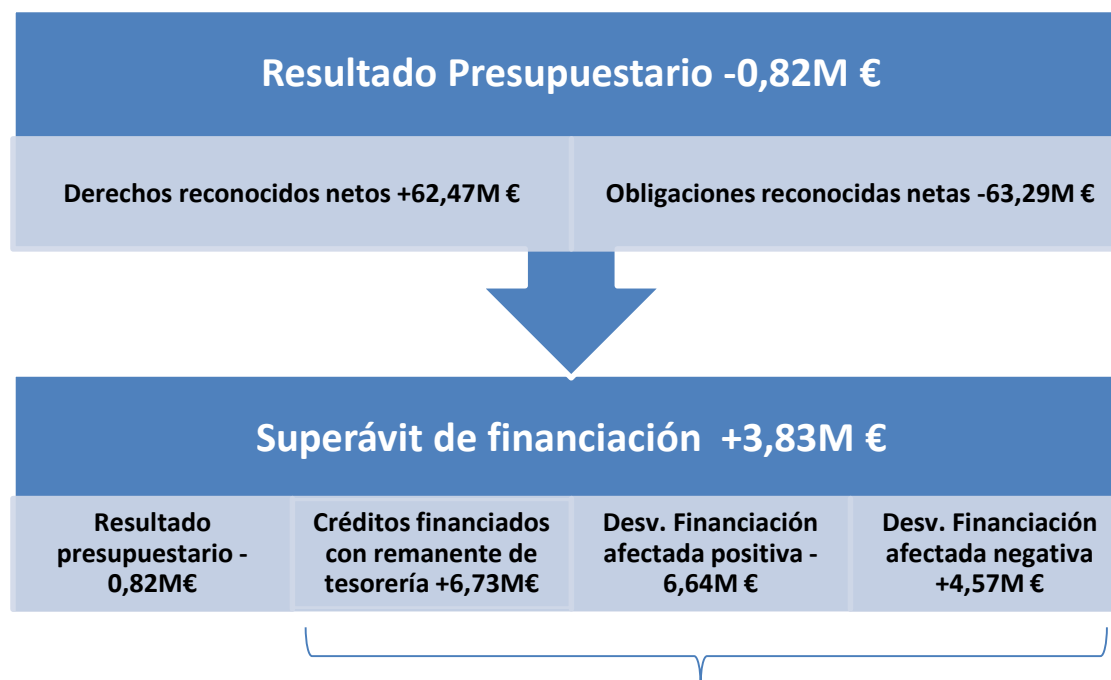 Resultado Presupuestario -0,82M €
Derechos reconocidos netos +62,47M €
Obligaciones reconocidas netas -63,29M €
Superávit de financiación +3,83M €
Resultado
presupuestario -
0,82M€
Créditos financiados
con remanente de
tesorería +6,73M€
Desv. Financiación
afectada positiva -
6,64M €
Desv. Financiación
afectada negativa
+4,57M €